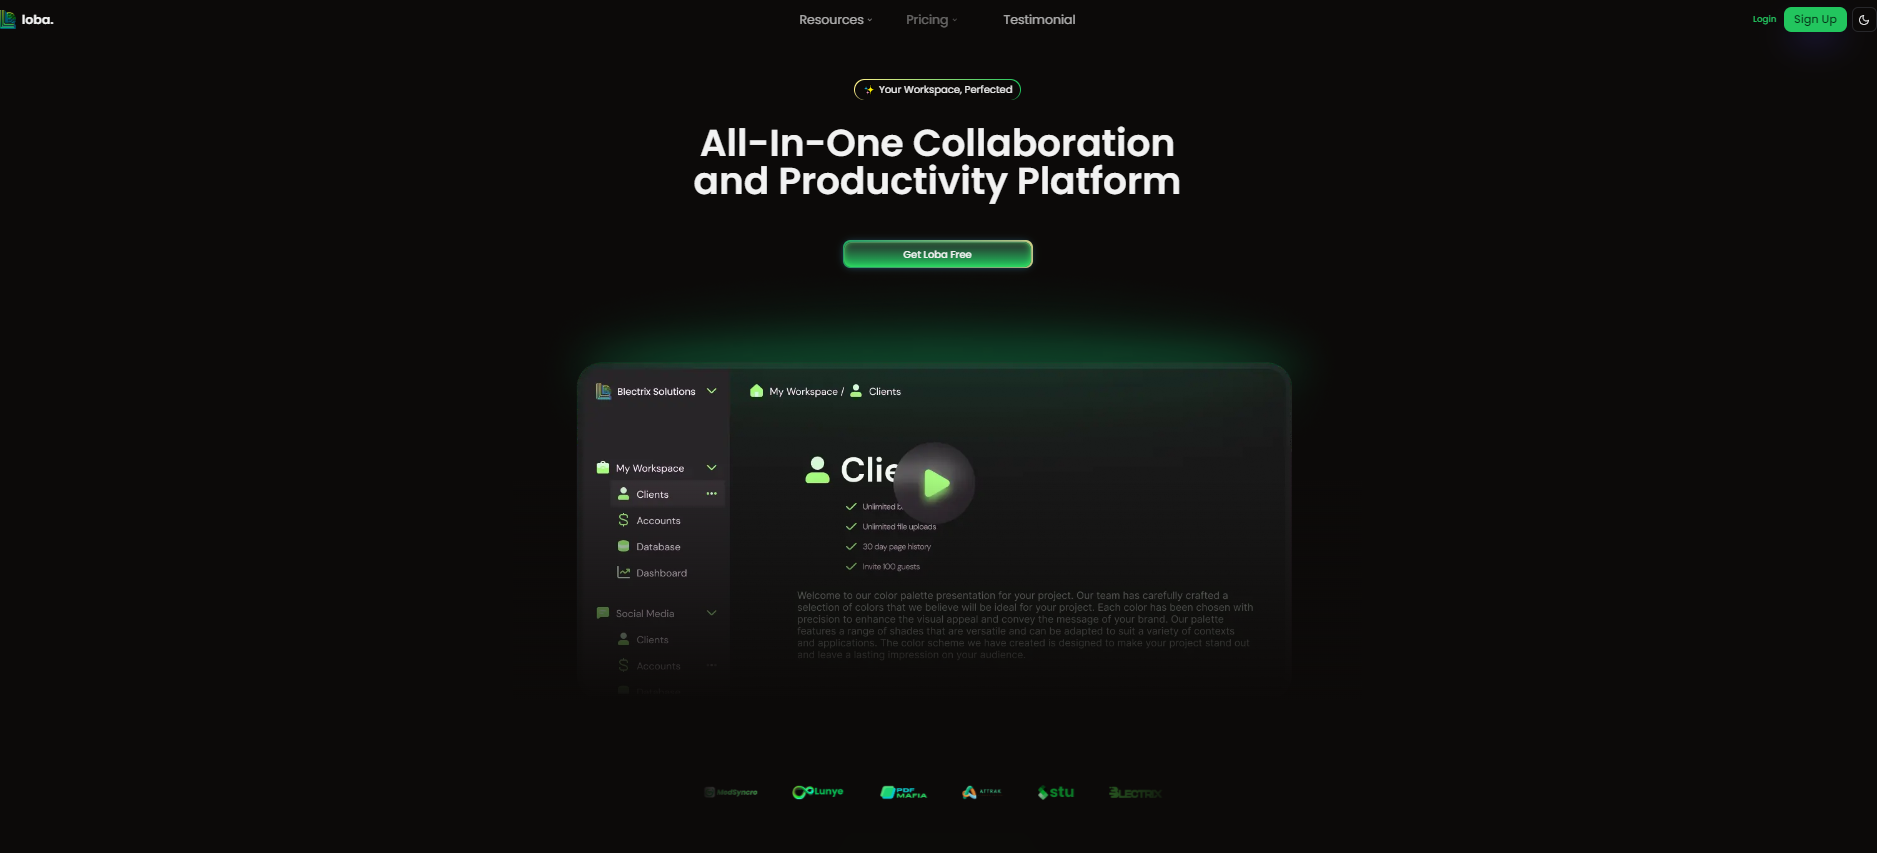 loba.
Resources
Pricing
Testimonial
Login
Sign Up
Your Workspace, Perfected
All-In-One Collaboration
and Productivity Platform
Get Loba Free
Blectrix Solutions
My Workspace / Clients
My Workspace
Clients
Accounts
Database
Dashboard
Social Media
Clients
Accounts
Clie
Unlimited
Unlimited file uploads
30 day page history
Invite 100 guests
Welcome to our color palette presentation for your project. Our team has carefully crafted a
selection of colors that we believe will be ideal for your project. Each color has been chosen with
precision to enhance the visual appeal and convey the message of your brand. Our palette
features a range of shades that are versatile and can be adapted to suit a variety of contexts
and applications. The color scheme we have created is designed to make your project stand out
and leave a lasting impression on your audience.
MedSyncro
Lunye
PDF
MAFIA
stu
BLECTRIX